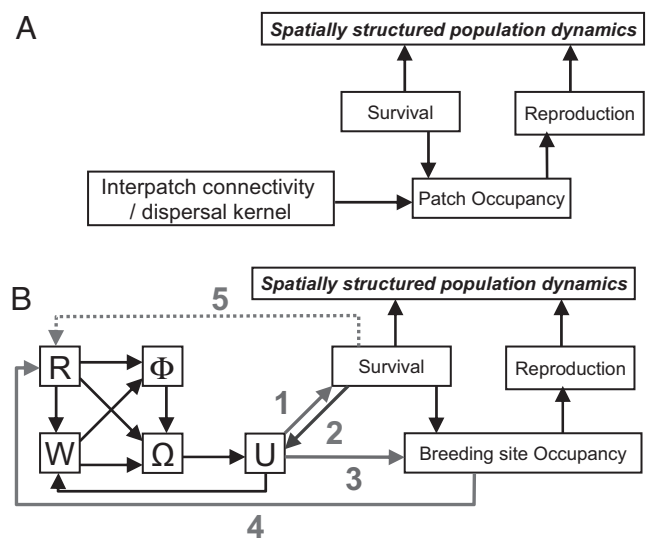 A
Spatially structured population dynamics
Survival
Reproduction
Interpatch connectivity
/ dispersal kernel
Patch Occupancy
B
Spatially structured population dynamics
5
R
Φ
Survival
Reproduction
1
2
W
Ω
U
Breeding site Occupancy
3
4